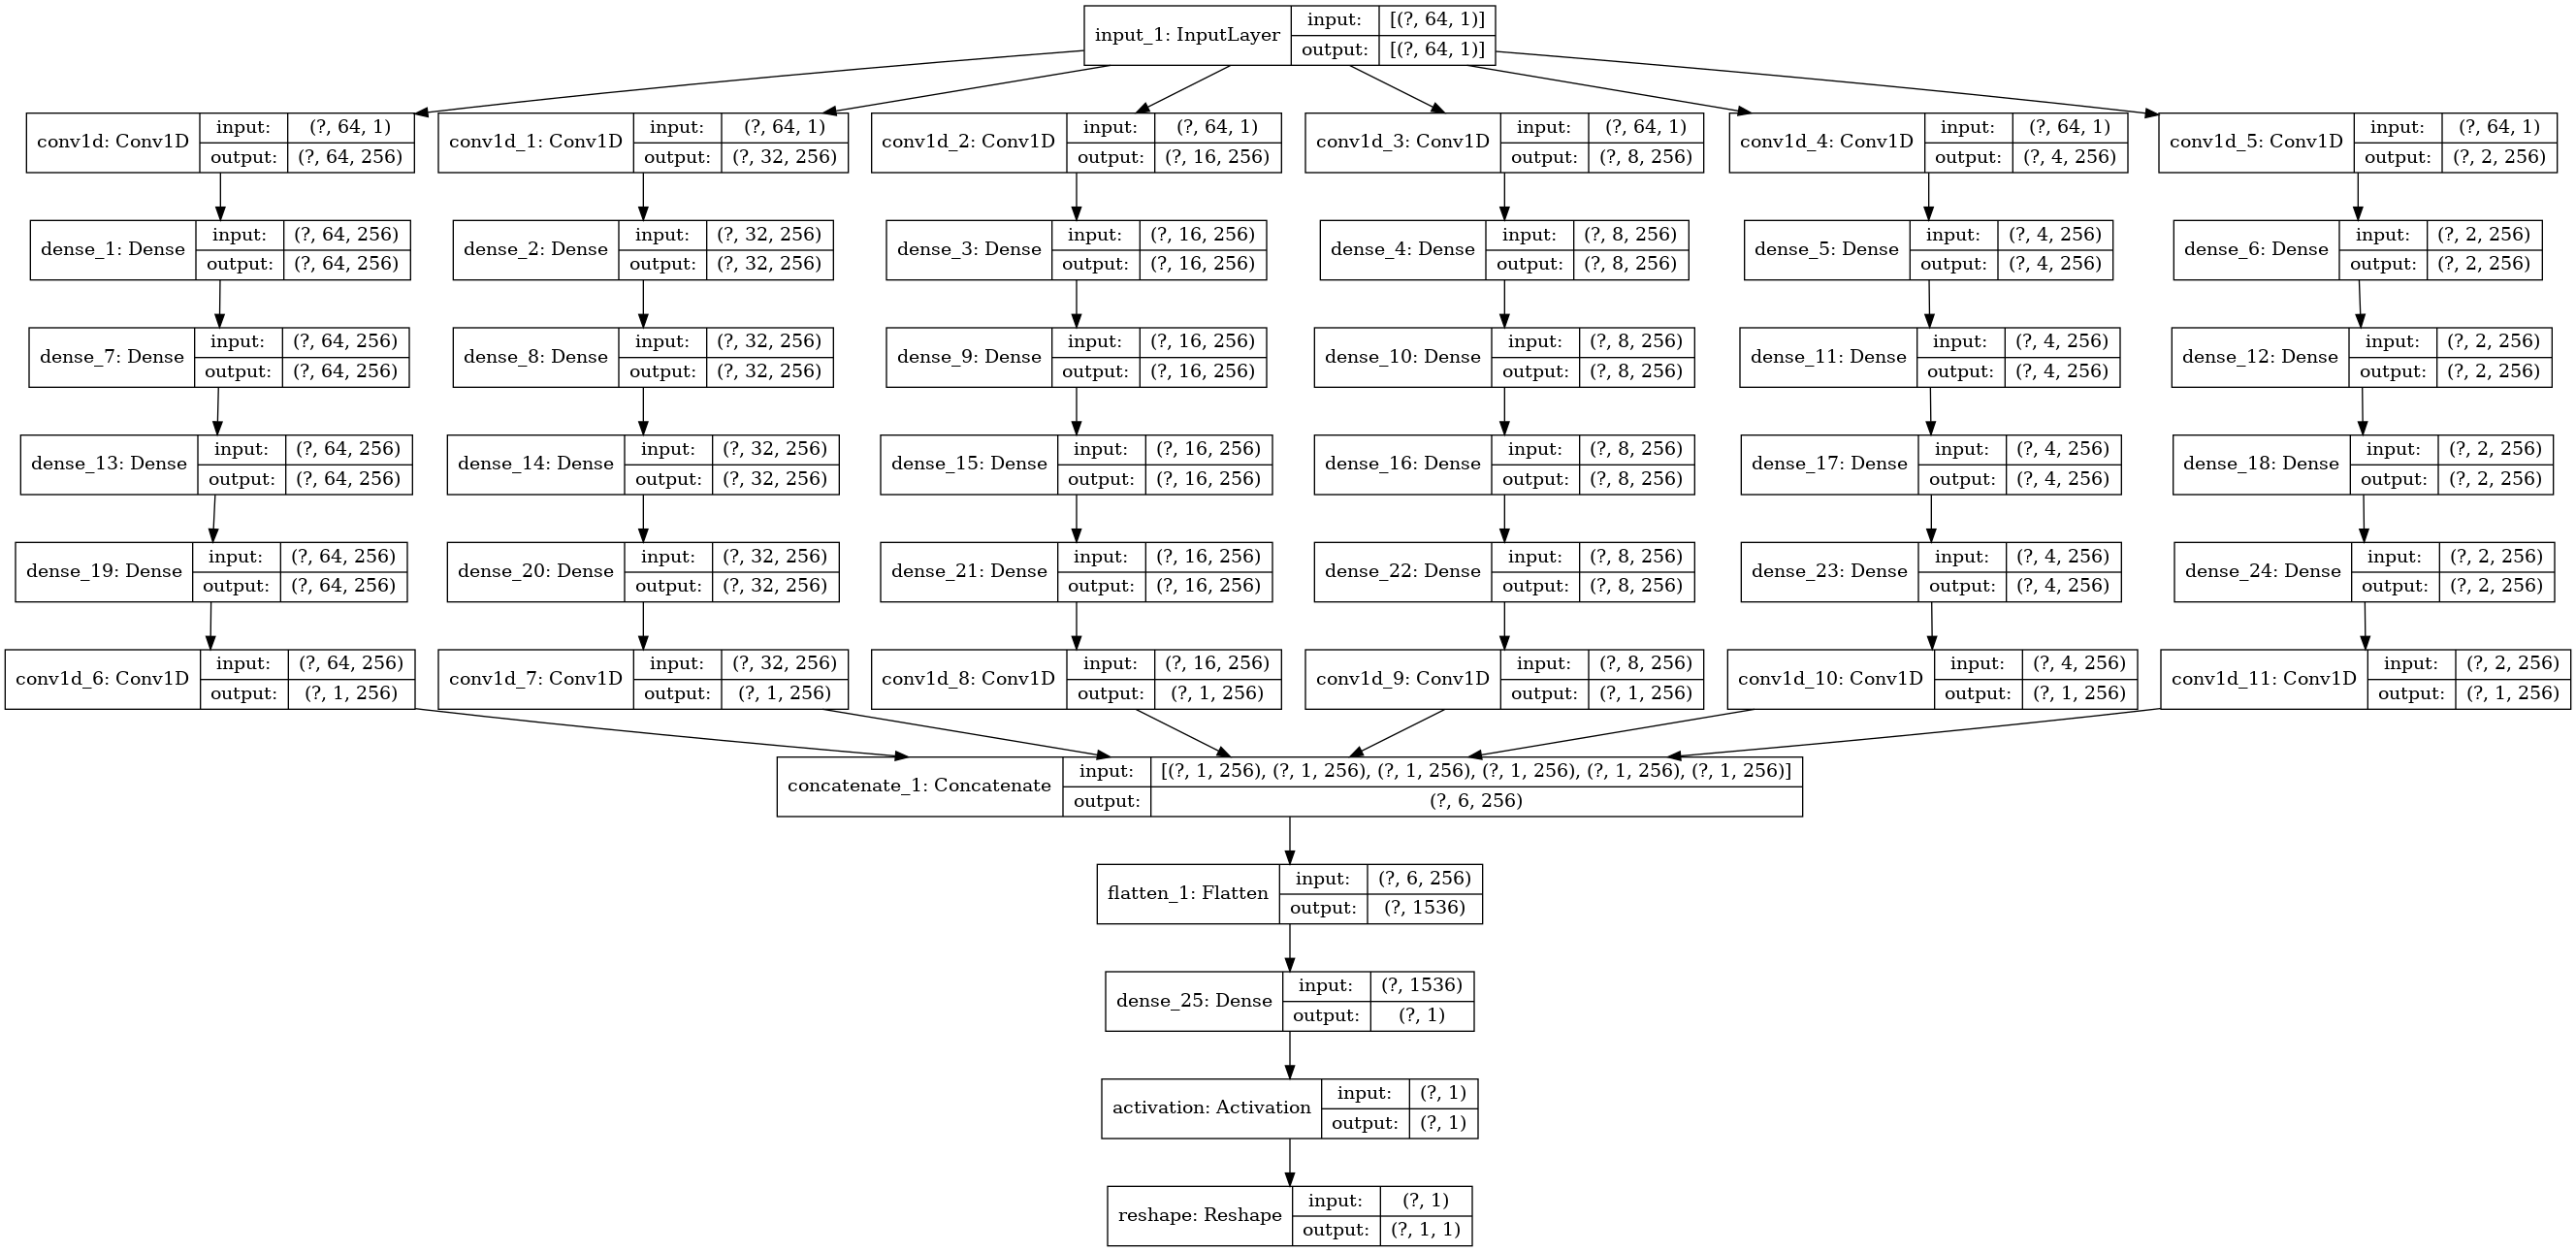 input_1: InputLayer input: [(?, 64, 1)]
output: [(?, 64, 1)]
conv1d: Conv1D input: (?, 64, 1)
output: (?, 64, 256)
conv1d_1: Conv1D input: (?, 64, 1)
output: (?, 32, 256)
conv1d_2: Conv1D input: (?, 64, 1)
output: (?, 16, 256)
conv1d_3: Conv1D input: (?, 64, 1)
output: (?, 8, 256)
conv1d_4: Conv1D input: (?, 64, 1)
output: (?, 4, 256)
conv1d_5: Conv1D input: (?, 64, 1)
output: (?, 2, 256)
dense_1: Dense input: (?, 64, 256)
output: (?, 64, 256)
dense_2: Dense input: (?, 32, 256)
output: (?, 32, 256)
dense_3: Dense input: (?, 16, 256)
output: (?, 16, 256)
dense_4: Dense input: (?, 8, 256)
output: (?, 8, 256)
dense_5: Dense input: (?, 4, 256)
output: (?, 4, 256)
dense_6: Dense input: (?, 2, 256)
output: (?, 2, 256)
dense_7: Dense input: (?, 64, 256)
output: (?, 64, 256)
dense_8: Dense input: (?, 32, 256)
output: (?, 32, 256)
dense_9: Dense input: (?, 16, 256)
output: (?, 16, 256)
dense_10: Dense input: (?, 8, 256)
output: (?, 8, 256)
dense_11: Dense input: (?, 4, 256)
output: (?, 4, 256)
dense_12: Dense input: (?, 2, 256)
output: (?, 2, 256)
dense_13: Dense input: (?, 64, 256)
output: (?, 64, 256)
dense_14: Dense input: (?, 32, 256)
output: (?, 32, 256)
dense_15: Dense input: (?, 16, 256)
output: (?, 16, 256)
dense_16: Dense input: (?, 8, 256)
output: (?, 8, 256)
dense_17: Dense input: (?, 4, 256)
output: (?, 4, 256)
dense_18: Dense input: (?, 2, 256)
output: (?, 2, 256)
dense_19: Dense input: (?, 64, 256)
output: (?, 64, 256)
dense_20: Dense input: (?, 32, 256)
output: (?, 32, 256)
dense_21: Dense input: (?, 16, 256)
output: (?, 16, 256)
dense_22: Dense input: (?, 8, 256)
output: (?, 8, 256)
dense_23: Dense input: (?, 4, 256)
output: (?, 4, 256)
dense_24: Dense input: (?, 2, 256)
output: (?, 2, 256)
conv1d_6: Conv1D input: (?, 64, 256)
output: (?, 1, 256)
conv1d_7: Conv1D input: (?, 32, 256)
output: (?, 1, 256)
conv1d_8: Conv1D input: (?, 16, 256)
output: (?, 1, 256)
conv1d_9: Conv1D input: (?, 8, 256)
output: (?, 1, 256)
conv1d_10: Conv1D input: (?, 4, 256)
output: (?, 1, 256)
conv1d_11: Conv1D input: (?, 2, 256)
output: (?, 1, 256)
concatenate_1: Concatenate input: [(?, 1, 256), (?, 1, 256), (?, 1, 256), (?, 1, 256), (?, 1, 256), (?, 1, 256)]
output: (?, 6, 256)
flatten_1: Flatten input: (?, 6, 256)
output: (?, 1536)
dense_25: Dense input: (?, 1536)
output: (?, 1)
activation: Activation input: (?, 1)
output: (?, 1)
reshape: Reshape input: (?, 1)
output: (?, 1, 1)